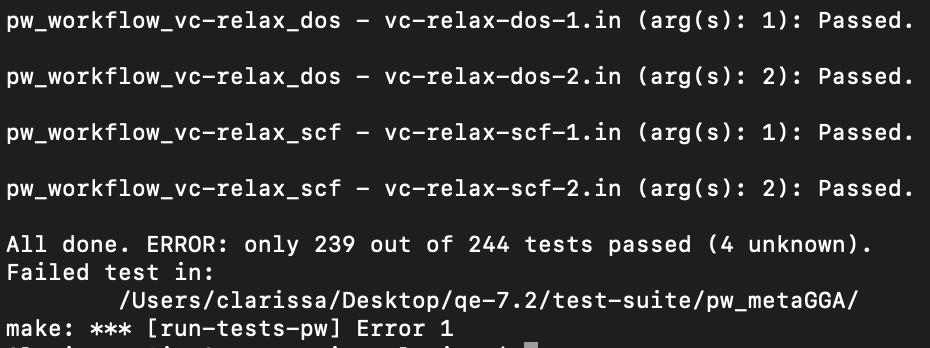 pw_workflow_vc-relax_dos - vc-relax-dos-1.in (arg(s): 1): Passed.
pw_workflow_vc-relax_dos - vc-relax-dos-2.in (arg(s): 2): Passed.
pw_workflow_vc-relax_scf - vc-relax-scf-1.in (arg(s): 1): Passed.
pw_workflow_vc-relax_scf - vc-relax-scf-2.in (arg(s): 2): Passed.
All done. ERROR: only 239 out of 244 tests passed (4 unknown).
Failed test in:
/Users/clarissa/Desktop/qe-7.2/test-suite/pw_metaGGA/
make: *** [run-tests-pw] Error 1